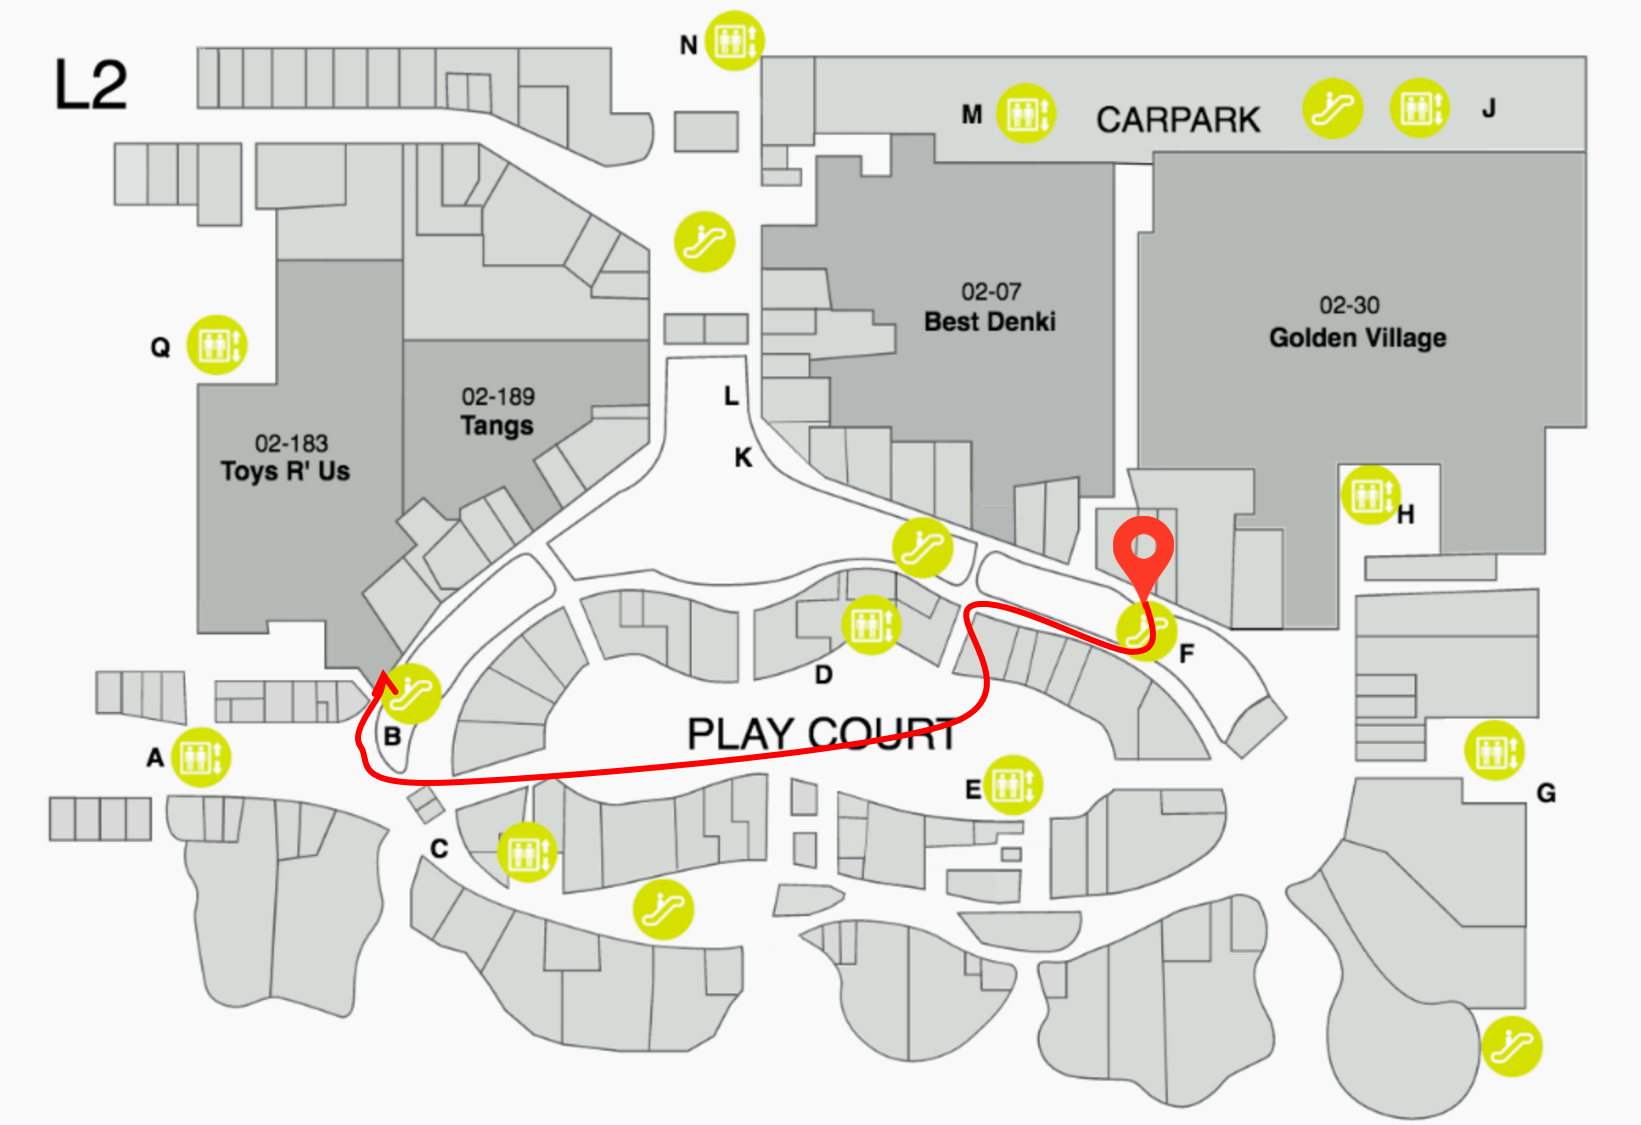 N
L2
M
CARPARK
J
02-07
Best Denki
02-30
Golden Village
Q
02-189
Tangs
L
02-183
Toys R' Us
K
H
F
D
B
PLAY COURT
A
E
G
C